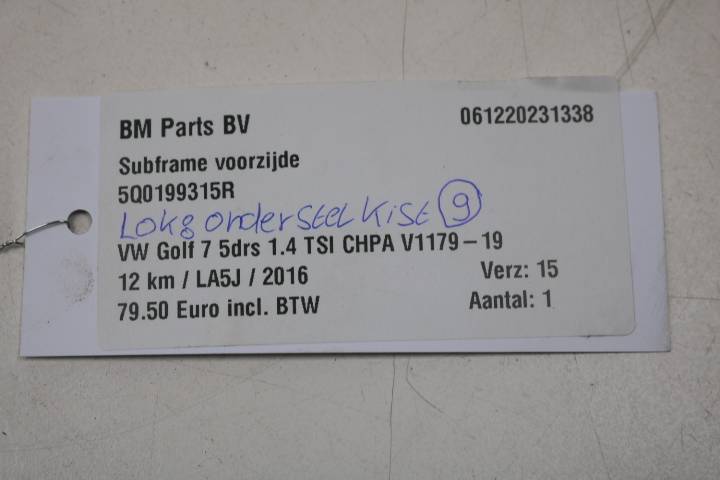 BM Parts BV 061220231338
Subframe voorzijde
5Q0199315R
Lokg onderstel kist 9
VW Golf 7 5drs 1.4 TSI CHPA V1179-19
12 km / LA5J / 2016 Verz: 15
79.50 Euro incl. BTW Aantal: 1